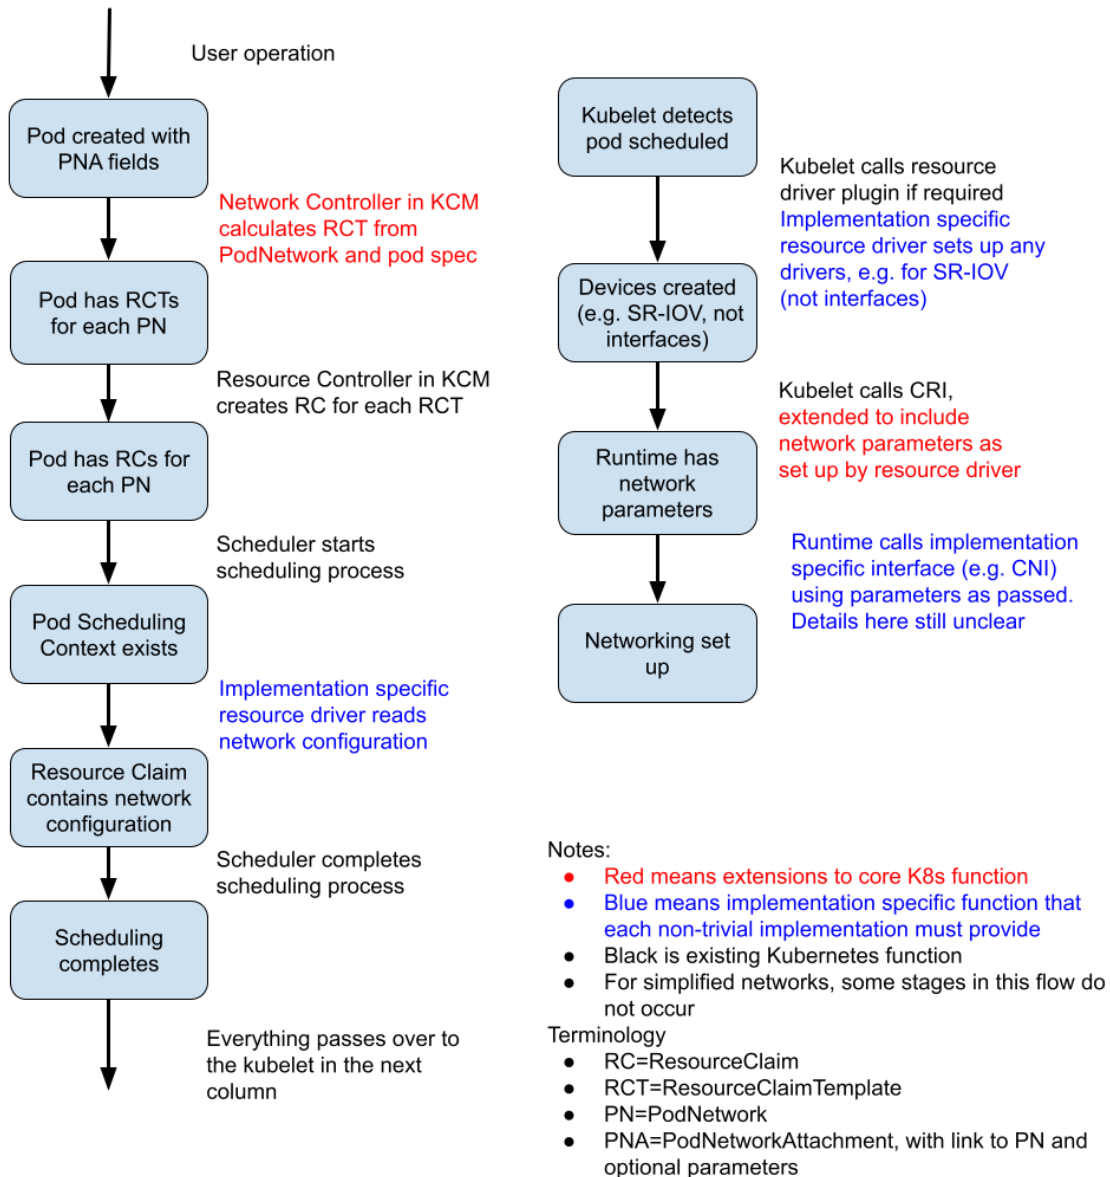 User operation
Pod created with
PNA fields
Network Controller in KCM
calculates RCT from
PodNetwork and pod spec
Pod has RCTs
for each PN
Resource Controller in KCM
creates RC for each RCT
Pod has RCs for
each PN
Scheduler starts
scheduling process
Pod Scheduling
Context exists
Implementation specific
resource driver reads
network configuration
Resource Claim
contains network
configuration
Scheduler completes
scheduling process
Scheduling
completes
Everything passes over to
the kubelet in the next
column
Kubelet detects
pod scheduled
Kubelet calls resource
driver plugin if required
Implementation specific
resource driver sets up any
drivers, e.g. for SR-IOV
(not interfaces)
Devices created
(e.g. SR-IOV, not
interfaces)
Kubelet calls CRI,
extended to include
network parameters as
set up by resource driver
Runtime has
network
parameters
Runtime calls implementation
specific interface (e.g. CNI)
using parameters as passed.
Details here still unclear
Networking set
up
Notes:
● Red means extensions to core K8s function
● Blue means implementation specific function that
each non-trivial implementation must provide
● Black is existing Kubernetes function
● For simplified networks, some stages in this flow do
not occur
Terminology
● RC=ResourceClaim
● RCT=ResourceClaimTemplate
● PN=PodNetwork
● PNA=PodNetworkAttachment, with link to PN and
optional parameters